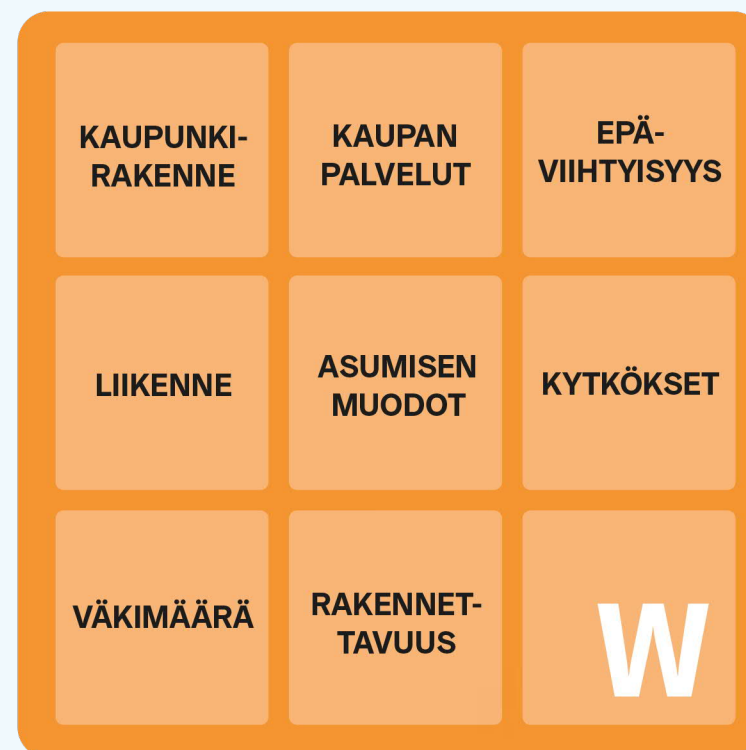 KAUPUNKI-
RAKENNE
KAUPAN
PALVELUT
EPÄ-
VIIHTYISYYS
LIIKENNE
ASUMISEN
MUODOT
KYTKÖKSET
VÄKIMÄÄRÄ
RAKENNET-
TAVUUS
W